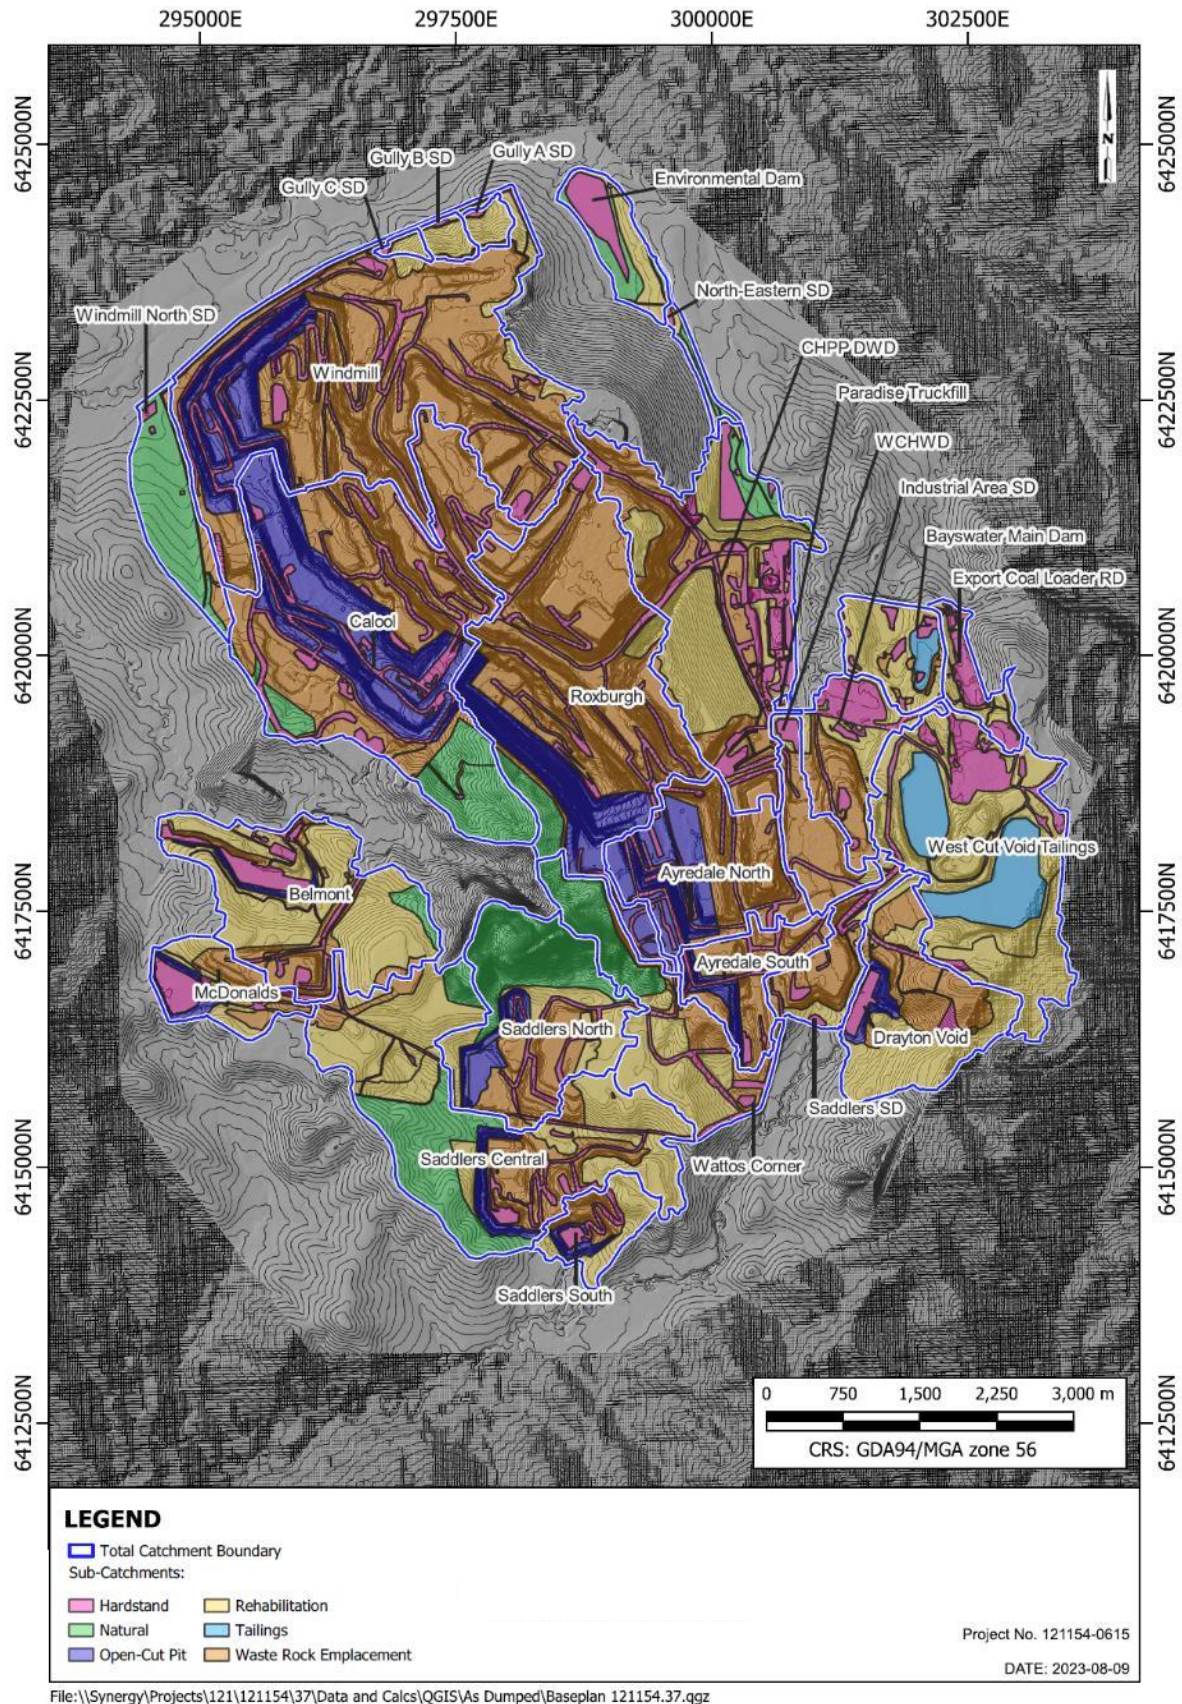 295000E 297500E 300000E 302500E
6425000N 6425000N
Gully B SD Gully A SD
Gully C SD
Environmental Dam
North-Eastern SD
Windmill North SD
CHPP DWD
Windmill
Paradise Truckfill
6422500N 6422500N
WCHWD
Industrial Area SD
Bayswater Main Dam
Export Coal Loader RD
Calool
6420000N 6420000N
Roxburgh
West Cut Void Tailings
Ayredale North
Belmont
6417500N 6417500N
Ayredale South
McDonalds
Saddlers North
Drayton Void
Saddlers SD
Saddlers Central
Wattos Corner
6415000N 6415000N
Saddlers South
N
0 750 1,500 2,250 3,000 m
CRS: GDA94/MGA zone 56
6412500N 6412500N
LEGEND
Total Catchment Boundary
Sub-Catchments:
Hardstand Rehabilitation
Natural Tailings
Open-Cut Pit Waste Rock Emplacement
Project No. 121154-0615
DATE: 2023-08-09
File:\\Synergy\Projects\121\121154\37\Data and Calcs\QGIS\As Dumped\Baseplan 121154.37.qgz